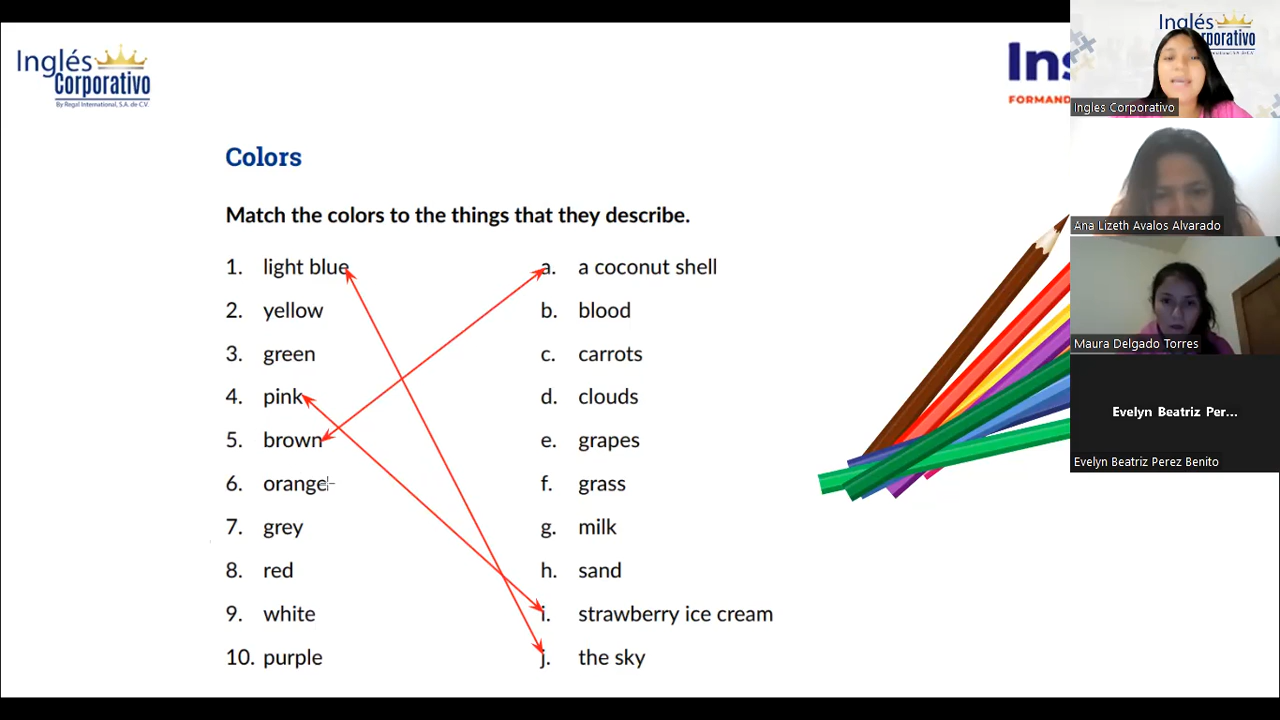 Inglés
Corporativo
By Regal International, S.A. de C.V.
Ins
FORMAND
Colors
Match the colors to the things that they describe.
1. light blue
2. yellow
3. green
4. pink
5. brown
6. orange
7. grey
8. red
9. white
10. purple
a. a coconut shell
b. blood
c. carrots
d. clouds
e. grapes
f. grass
g. milk
h. sand
i. strawberry ice cream
j. the sky
Inglés
Corporativo
Ingles Corporativo
Ana Lizeth Avalos Alvarado
Maura Delgado Torres
Evelyn Beatriz Per...
Evelyn Beatriz Perez Benito